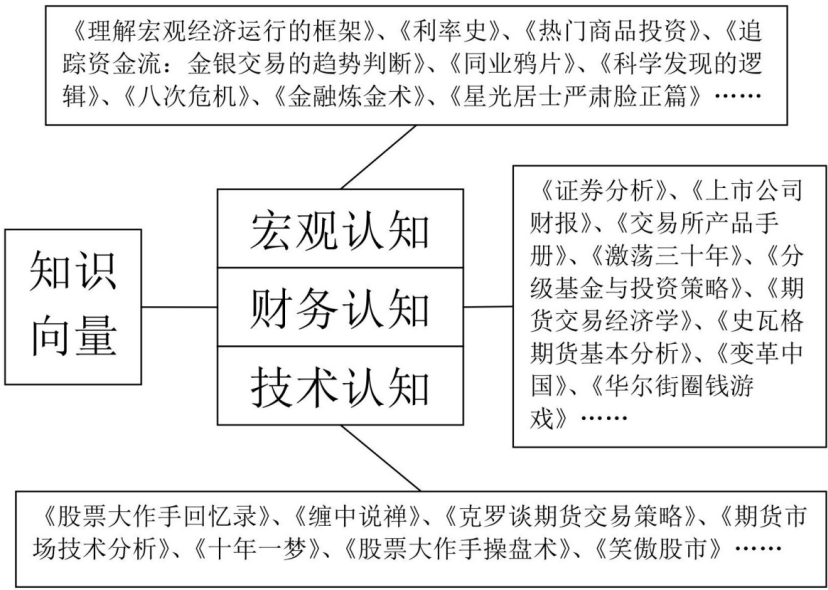 《理解宏观经济运行的框架》、《利率史》、《热门商品投资》、《追
踪资金流：金银交易的趋势判断》、《同业鸦片》、《科学发现的逻
辑》、《八次危机》、《金融炼金术》、《星光居士严肃脸正篇》……
知识
向量
宏观认知
财务认知
技术认知
《证券分析》、《上市公司
财报》、《交易所产品手
册》、《激荡三十年》、《分
级基金与投资策略》、《期
货交易经济学》、《史瓦格
期货基本分析》、《变革中
国》、《华尔街圈钱游
戏》……
《股票大作手回忆录》、《缠中说禅》、《克罗谈期货交易策略》、《期货市
场技术分析》、《十年一梦》、《股票大作手操盘术》、《笑傲股市》……